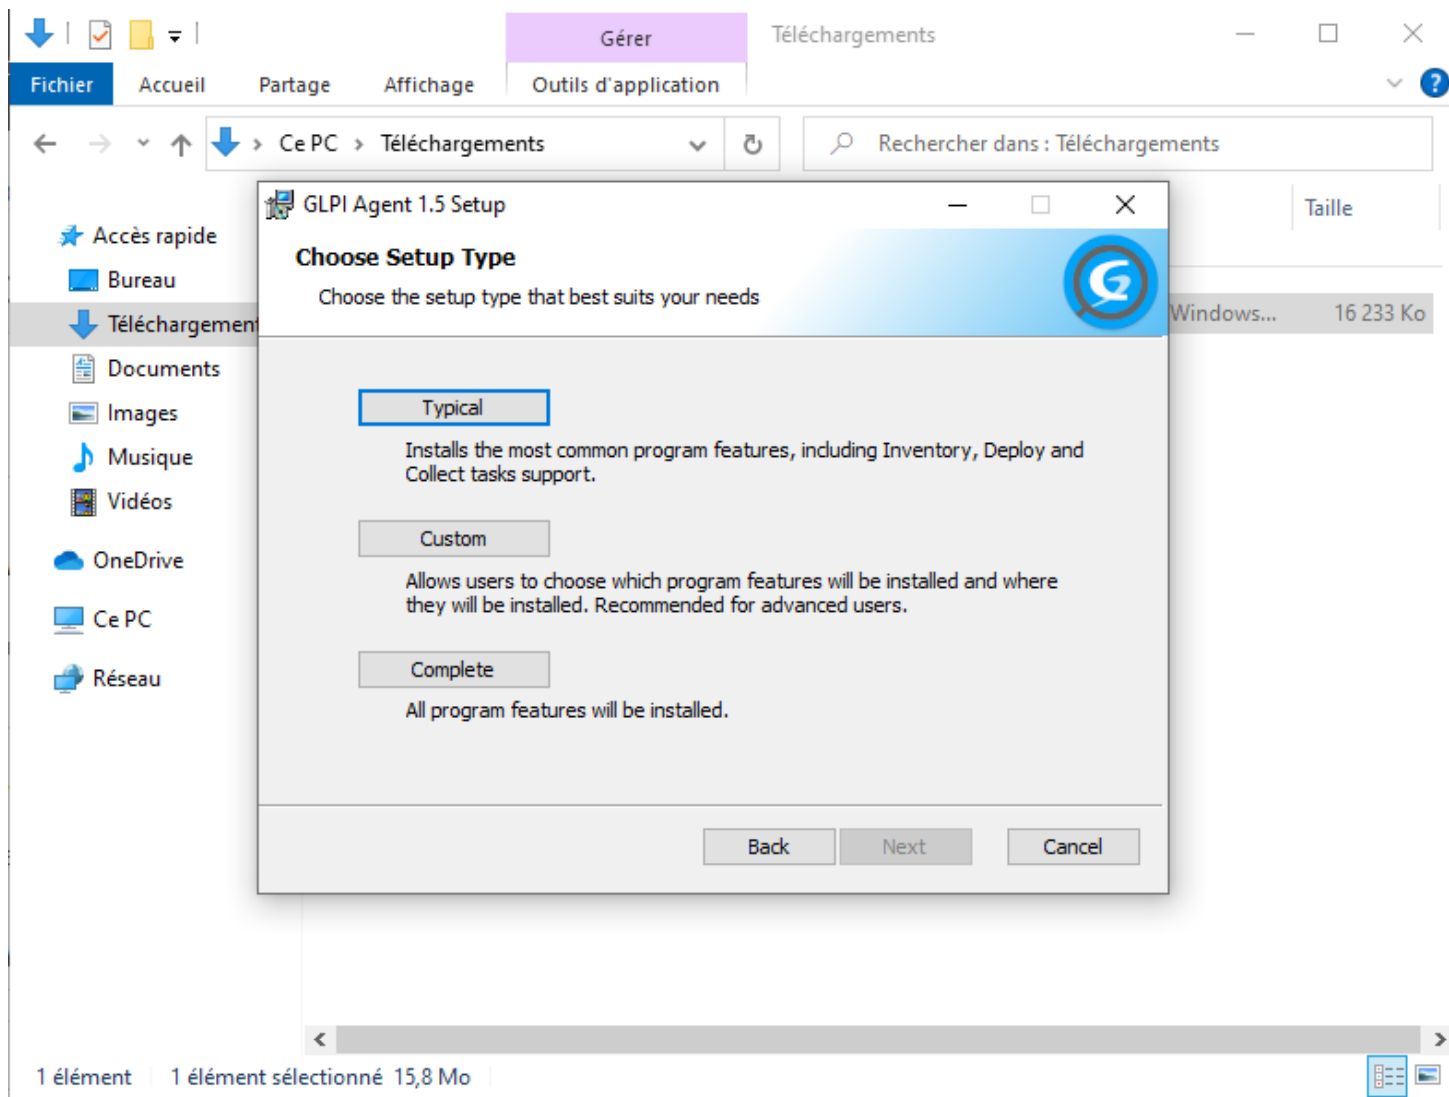 Gérer
Téléchargements
Fichier
Accueil
Partage
Affichage
Outils d'application
Ce PC
Téléchargements
Rechercher dans : Téléchargements
Taille
GLPI Agent 1.5 Setup
Choose Setup Type
Choose the setup type that best suits your needs
Accès rapide
Bureau
Téléchargement
Documents
Images
Musique
Vidéos
OneDrive
Ce PC
Réseau
Windows...
16 233 Ko
Typical
Installs the most common program features, including Inventory, Deploy and
Collect tasks support.
Custom
Allows users to choose which program features will be installed and where
they will be installed. Recommended for advanced users.
Complete
All program features will be installed.
Back
Next
Cancel
1 élément
1 élément sélectionné 15,8 Mo